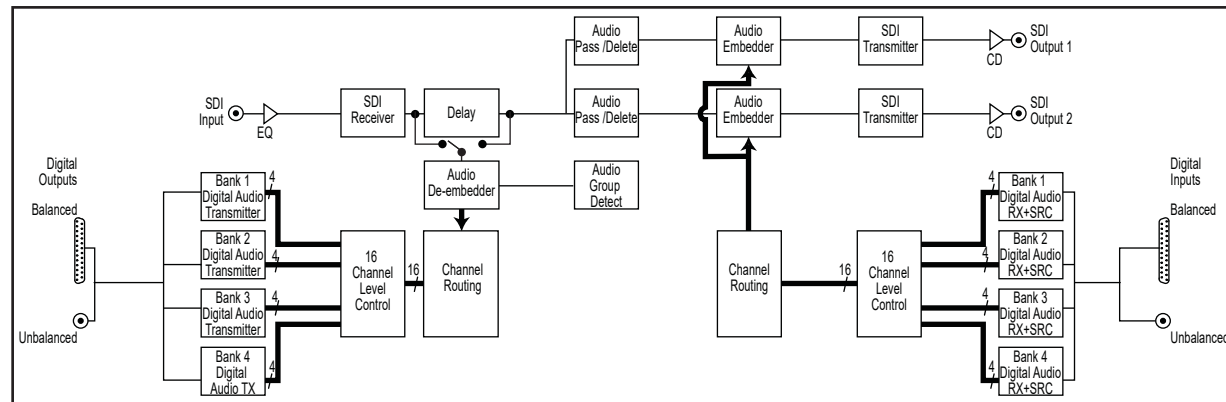 Audio
Pass /Delete
Audio
Embedder
SDI
Transmitter
CD
SDI
Output 1
SDI
Input
EQ
SDI
Receiver
Delay
Audio
Pass /Delete
Audio
Embedder
SDI
Transmitter
CD
SDI
Output 2
Audio
De-embedder
Audio
Group
Detect
Digital
Outputs
Balanced
Unbalanced
Bank 1
Digital Audio
Transmitter
4
Bank 2
Digital Audio
Transmitter
4
Bank 3
Digital Audio
Transmitter
4
Bank 4
Digital
Audio TX
4
16
Channel
Level
Control
16
Channel
Routing
Channel
Routing
16
16
Channel
Level
Control
4
Bank 1
Digital Audio
RX+SRC
4
Bank 2
Digital Audio
RX+SRC
4
Bank 3
Digital Audio
RX+SRC
4
Bank 4
Digital Audio
RX+SRC
Digital
Inputs
Balanced
Unbalanced